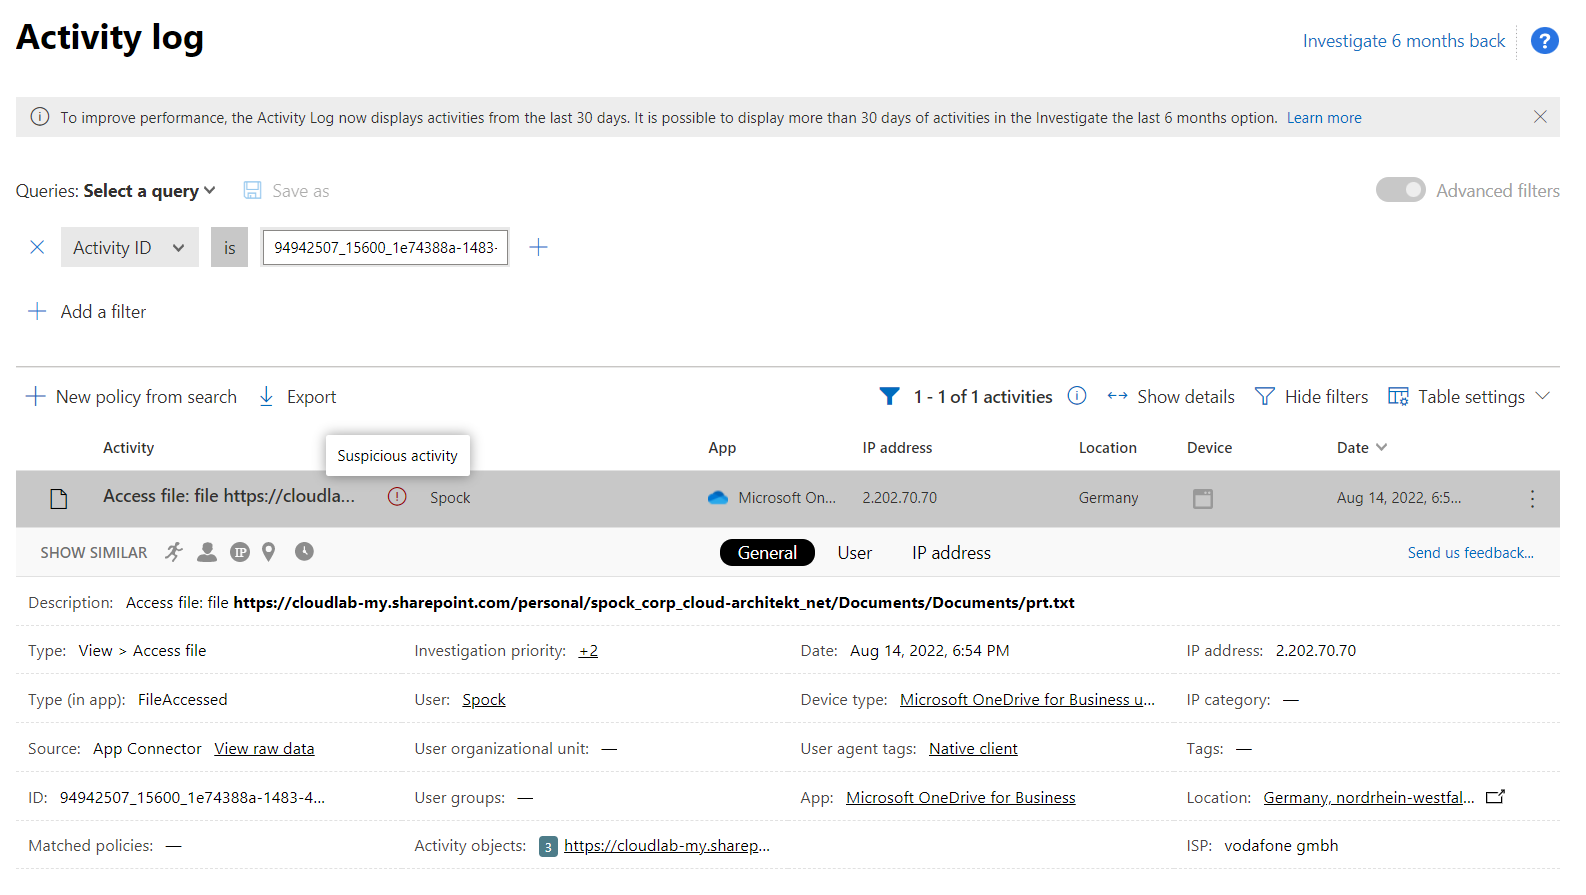 Activity log
Investigate 6 months back
?
To improve performance, the Activity Log now displays activities from the last 30 days. It is possible to display more than 30 days of activities in the Investigate the last 6 months option. Learn more
Queries: Select a query
Save as
Advanced filters
Activity ID
is
94942507_15600_1e74388a-1483-
Add a filter
New policy from search
Export
1 - 1 of 1 activities
Show details
Hide filters
Table settings
Activity
Suspicious activity
App
IP address
Location
Device
Date
Access file: file https://cloudla...
Spock
Microsoft On...
2.202.70.70
Germany
Aug 14, 2022, 6:5...
SHOW SIMILAR
IP
General
User
IP address
Send us feedback...
Description: Access file: file https://cloudlab-my.sharepoint.com/personal/spock_corp_cloud-architekt_net/Documents/Documents/prt.txt
Type: View > Access file
Investigation priority: +2
Date: Aug 14, 2022, 6:54 PM
IP address: 2.202.70.70
Type (in app): FileAccessed
User: Spock
Device type: Microsoft OneDrive for Business u...
IP category: —
Source: App Connector View raw data
User organizational unit: —
User agent tags: Native client
Tags: —
ID: 94942507_15600_1e74388a-1483-4...
User groups: —
App: Microsoft OneDrive for Business
Location: Germany, nordrhein-westfal...
Matched policies: —
Activity objects: 3 https://cloudlab-my.sharep...
ISP: vodafone gmbh